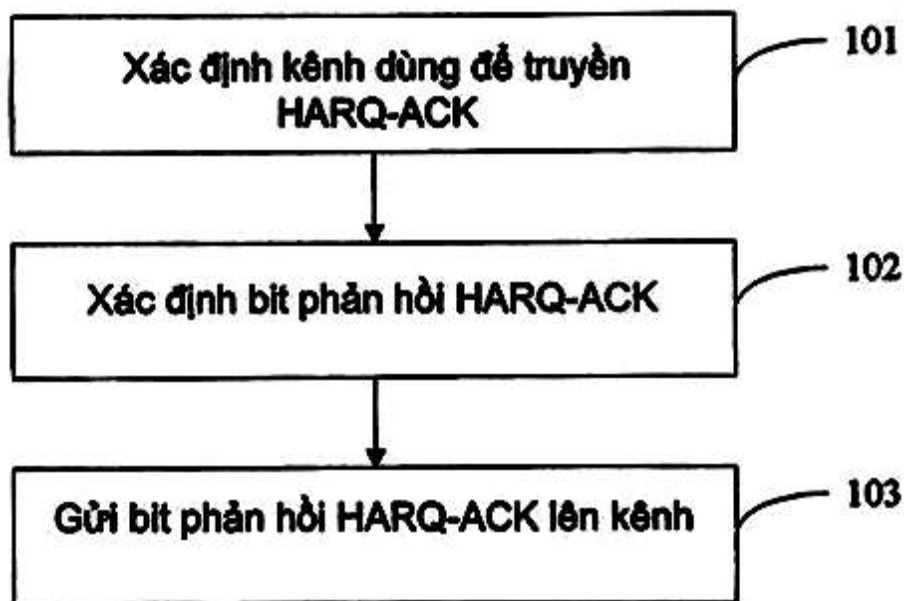 Xác định kênh dùng để truyền
HARQ-ACK
101
Xác định bit phản hồi HARQ-ACK
102
Gửi bit phản hồi HARQ-ACK lên kênh
103